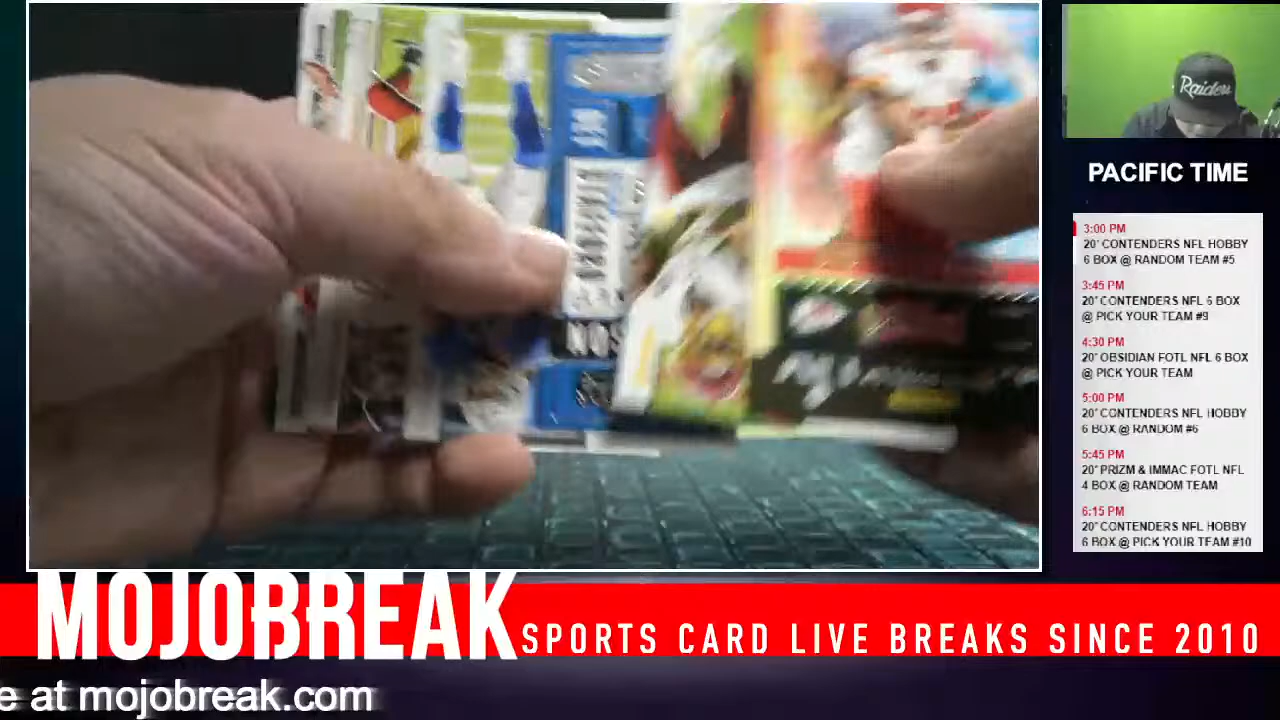 Raiders
PACIFIC TIME
3:00 PM
20' CONTENDERS NFL HOBBY
6 BOX @ RANDOM TEAM #5
3:45 PM
20' CONTENDERS NFL 6 BOX
@ PICK YOUR TEAM #9
4:30 PM
20' OBSIDIAN FOTL NFL 6 BOX
@ PICK YOUR TEAM
5:00 PM
20' CONTENDERS NFL HOBBY
6 BOX @ RANDOM #6
5:45 PM
20' PRIZM & IMMAC FOTL NFL
4 BOX @ RANDOM TEAM
6:15 PM
20' CONTENDERS NFL HOBBY
6 BOX @ PICK YOUR TEAM #10
MOJOBREAK
SPORTS CARD LIVE BREAKS SINCE 2010
e at mojobreak.com